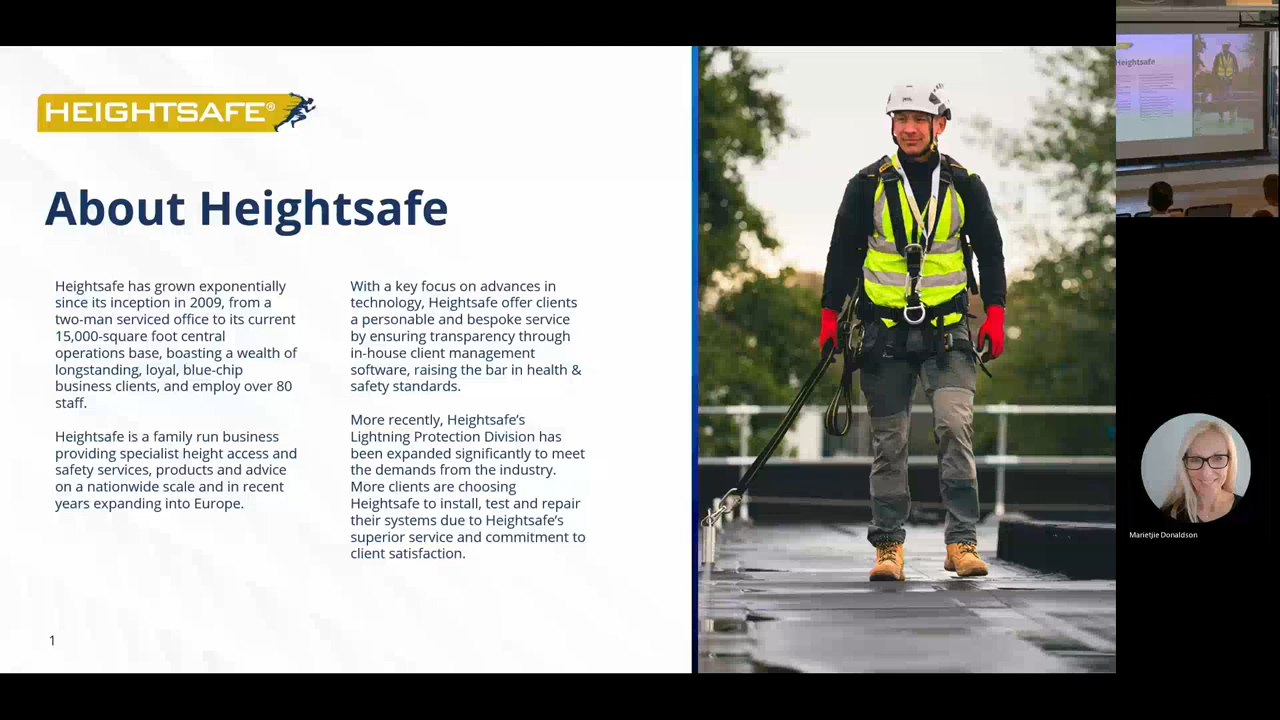 HEIGHTSAFE®
About Heightsafe
Heightsafe has grown exponentially
since its inception in 2009, from a
two-man serviced office to its current
15,000-square foot central
operations base, boasting a wealth of
longstanding, loyal, blue-chip
business clients, and employ over 80
staff.
Heightsafe is a family run business
providing specialist height access and
safety services, products and advice
on a nationwide scale and in recent
years expanding into Europe.
With a key focus on advances in
technology, Heightsafe offer clients
a personable and bespoke service
by ensuring transparency through
in-house client management
software, raising the bar in health &
safety standards.
More recently, Heightsafe’s
Lightning Protection Division has
been expanded significantly to meet
the demands from the industry.
More clients are choosing
Heightsafe to install, test and repair
their systems due to Heightsafe’s
superior service and commitment to
client satisfaction.
1
Heightsafe
Marietjie Donaldson